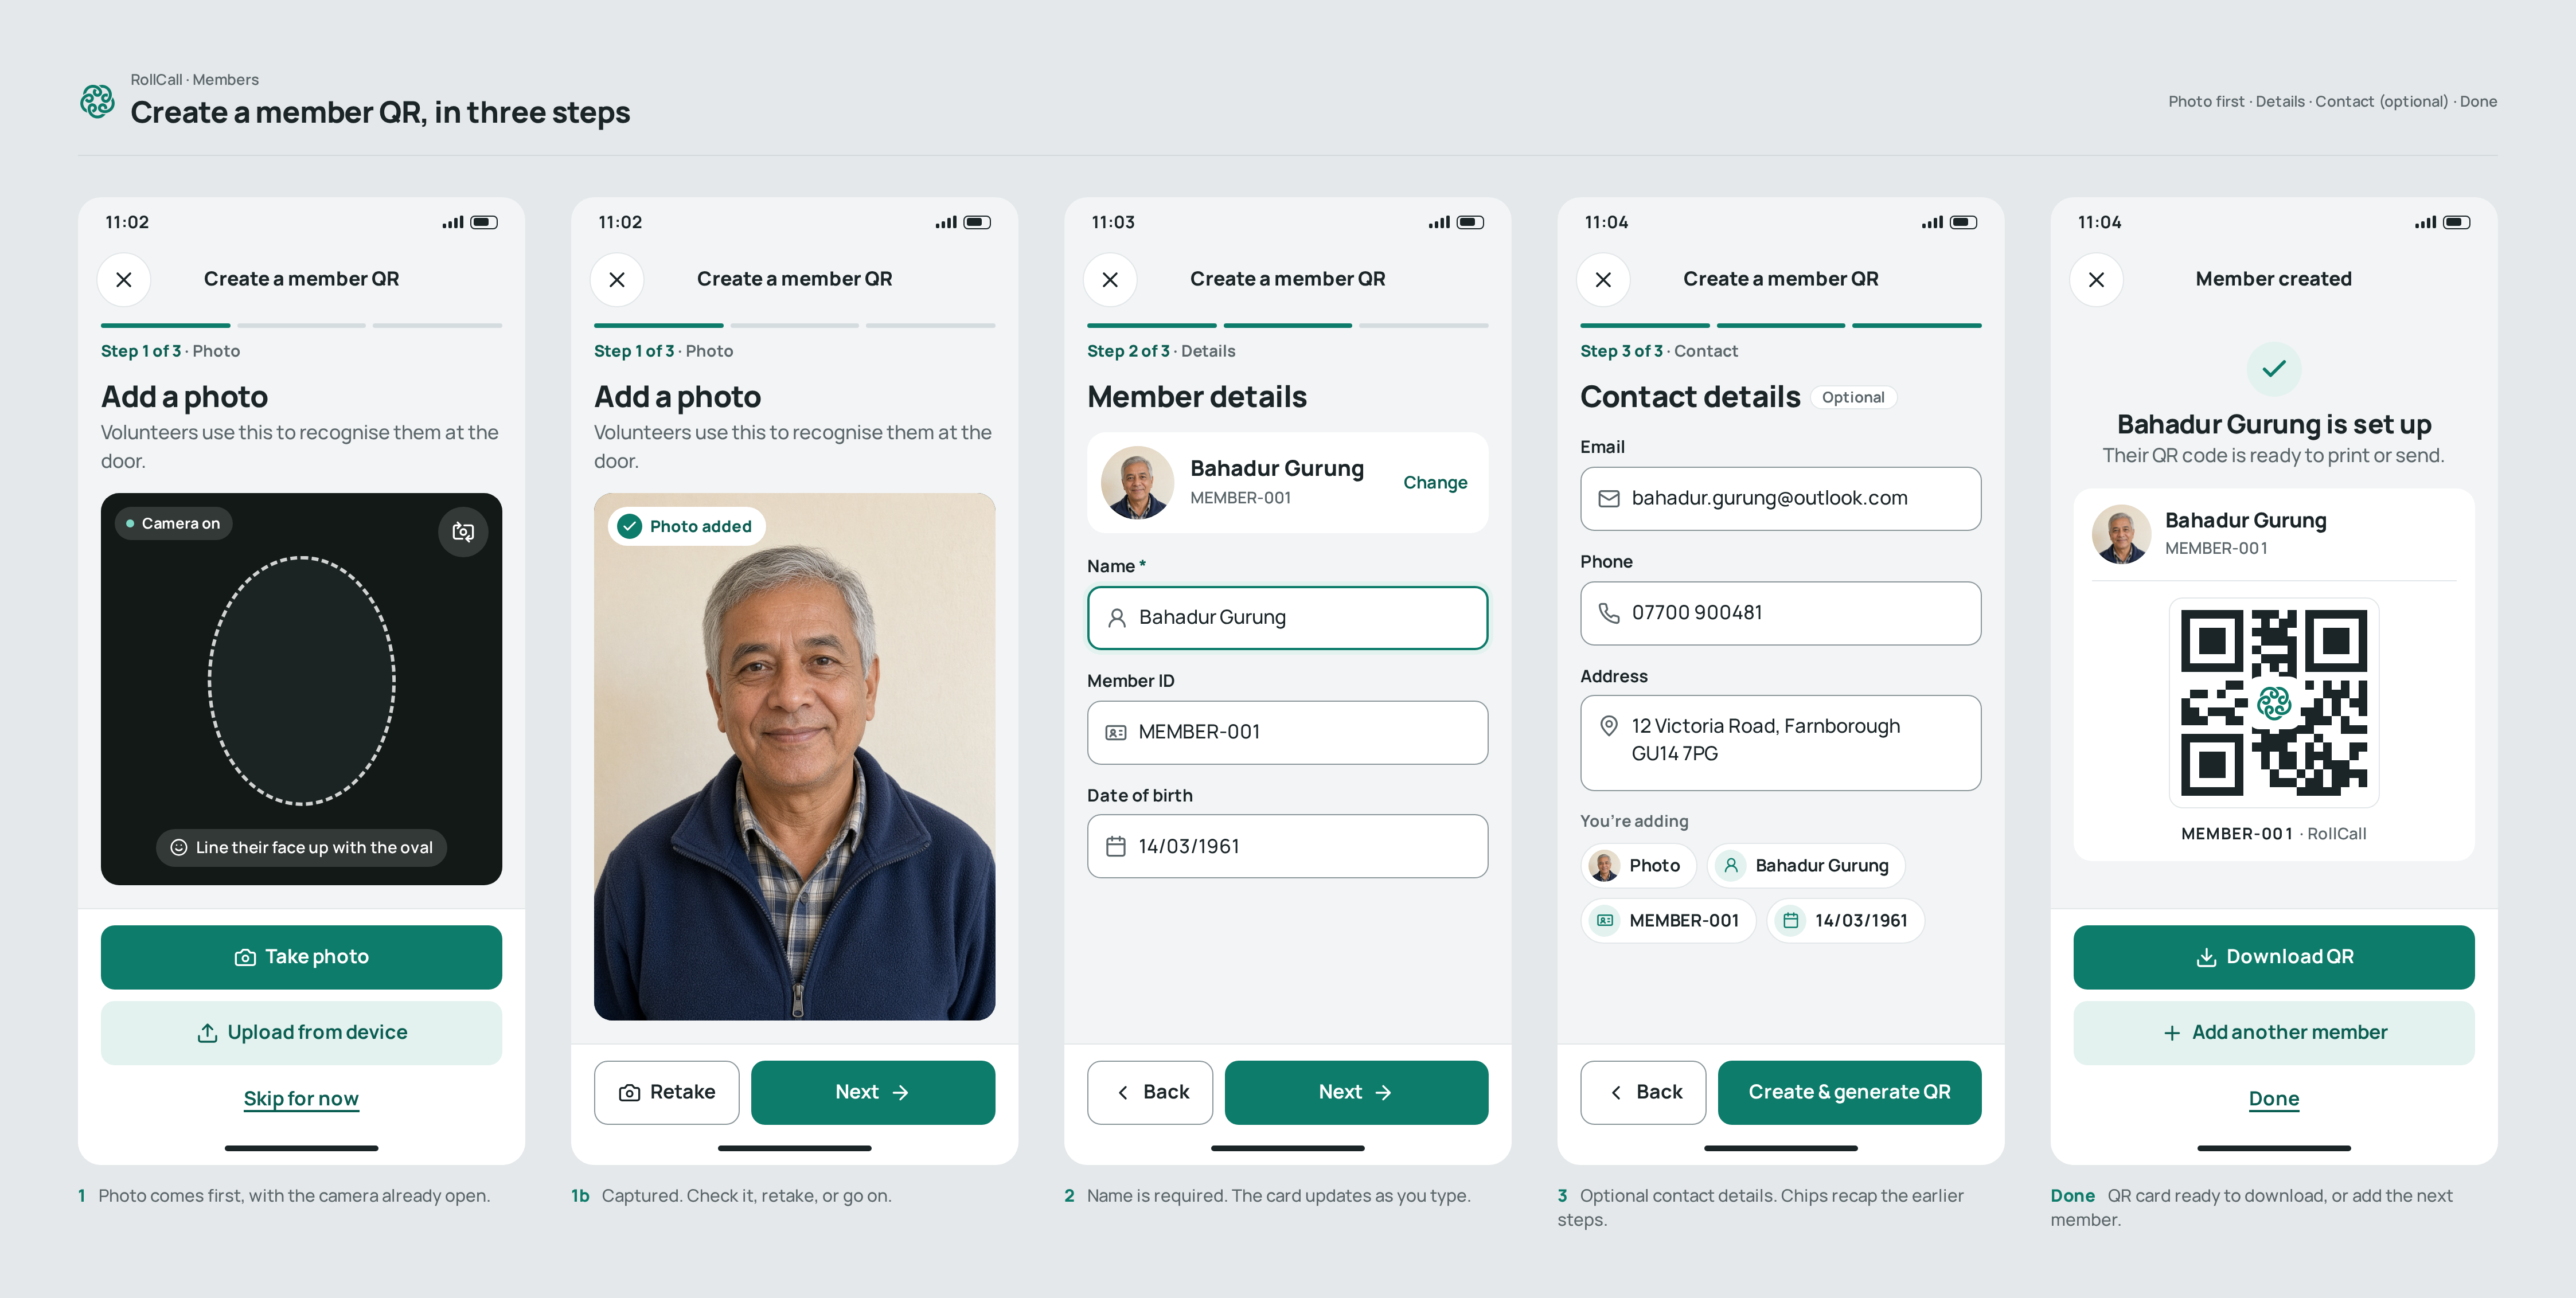 RollCall · Members
Create a member QR, in three steps
Photo first · Details · Contact (optional) · Done
11:02
Create a member QR
Step 1 of 3 · Photo
Add a photo
Volunteers use this to recognise them at the
door.
Camera on
Line their face up with the oval
Take photo
Upload from device
Skip for now
1 Photo comes first, with the camera already open.
11:02
Create a member QR
Step 1 of 3 · Photo
Add a photo
Volunteers use this to recognise them at the
door.
Photo added
Retake
Next →
1b Captured. Check it, retake, or go on.
11:03
Create a member QR
Step 2 of 3 · Details
Member details
Bahadur Gurung
MEMBER-001
Change
Name *
Bahadur Gurung
Member ID
MEMBER-001
Date of birth
14/03/1961
Back
Next →
2 Name is required. The card updates as you type.
11:04
Create a member QR
Step 3 of 3 · Contact
Contact details Optional
Email
bahadur.gurung@outlook.com
Phone
07700 900481
Address
12 Victoria Road, Farnborough
GU14 7PG
You're adding
Photo
Bahadur Gurung
MEMBER-001
14/03/1961
Back
Create & generate QR
3 Optional contact details. Chips recap the earlier
steps.
11:04
Member created
Bahadur Gurung is set up
Their QR code is ready to print or send.
Bahadur Gurung
MEMBER-001
MEMBER-001 · RollCall
Download QR
Add another member
Done
Done QR card ready to download, or add the next
member.